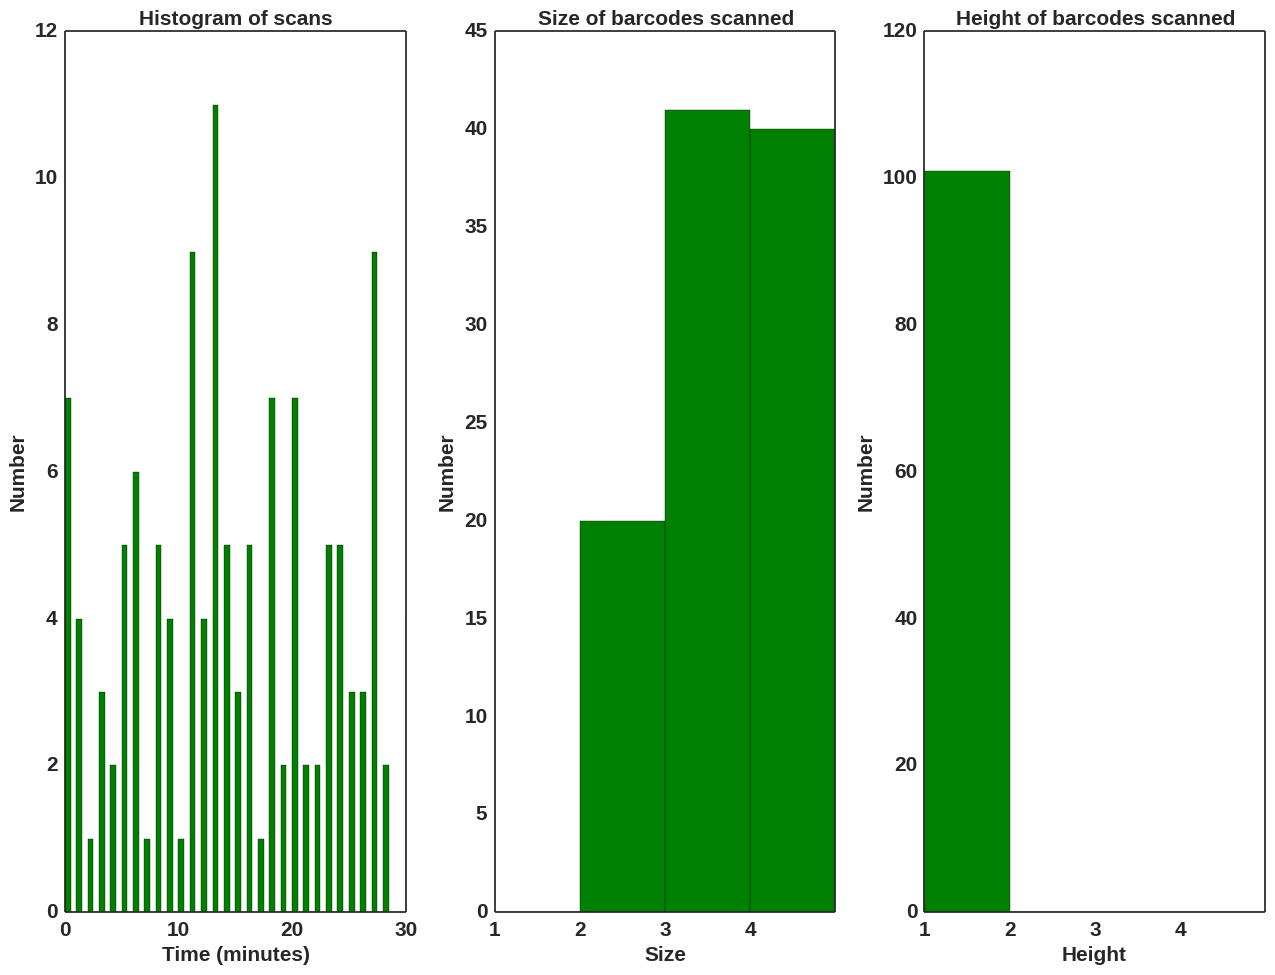 Histogram of scans
12
10
8
6
4
2
0
0 10 20 30
Number
Time (minutes)
Size of barcodes scanned
45
40
35
30
25
20
15
10
5
0
1 2 3 4
Number
Size
Height of barcodes scanned
120
100
80
60
40
20
0
1 2 3 4
Number
Height